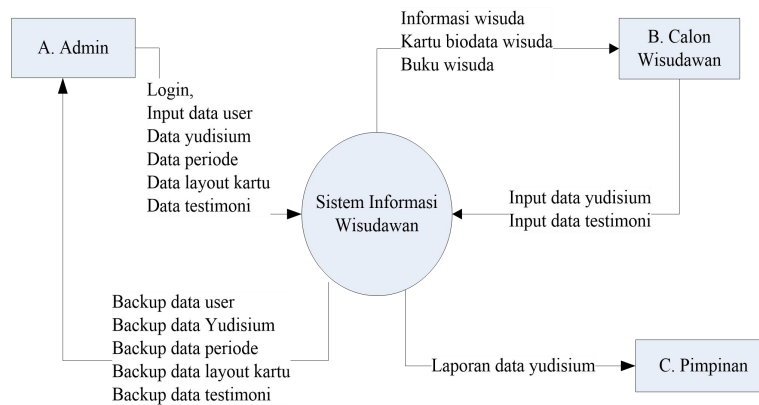 A. Admin
Login,
Input data user
Data yudisium
Data periode
Data layout kartu
Data testimoni
Informasi wisuda
Kartu biodata wisuda
Buku wisuda
B. Calon
Wisudawan
Sistem Informasi
Wisudawan
Input data yudisium
Input data testimoni
Backup data user
Backup data Yudisium
Backup data periode
Backup data layout kartu
Backup data testimoni
Laporan data yudisium
C. Pimpinan